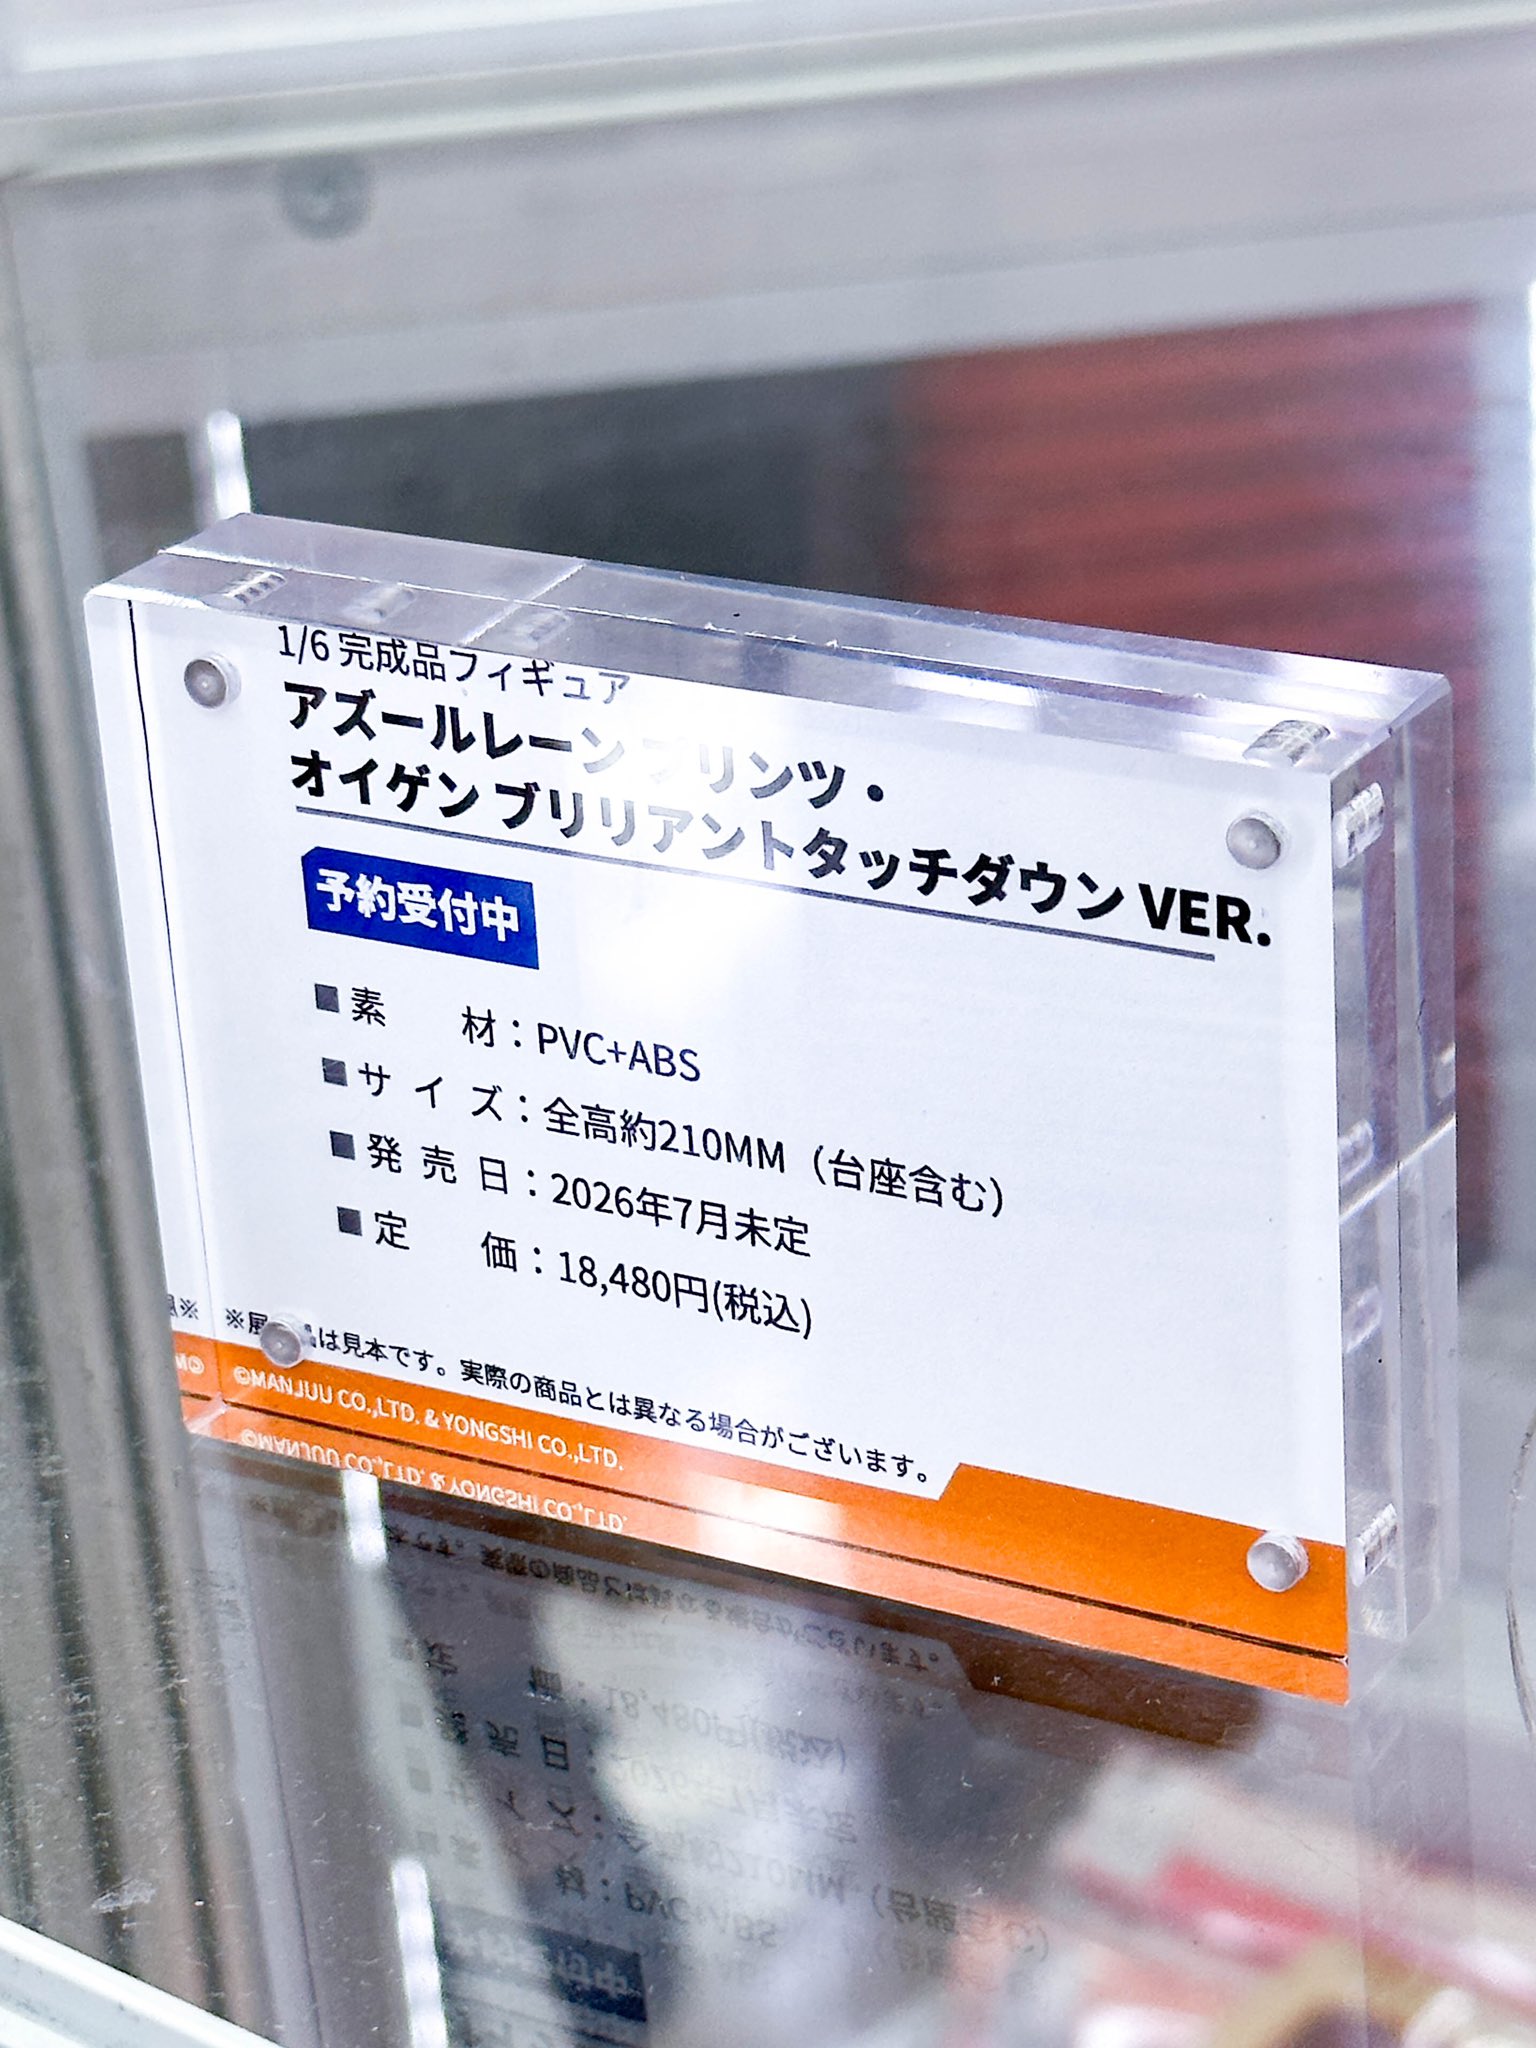 1/6 完成品フィギュア
アズールレーン プリンツ・
オイゲン ブリリアントタッチダウン VER.
予約受付中
■素　　材：PVC+ABS
■サ イ ズ：全高約210MM（台座含む）
■発 売 日：2026年7月未定
■定　　価：18,480円(税込)
※展 品は見本です。実際の商品とは異なる場合がございます。
©MANJUU CO.,LTD. & YONGSHI CO.,LTD.